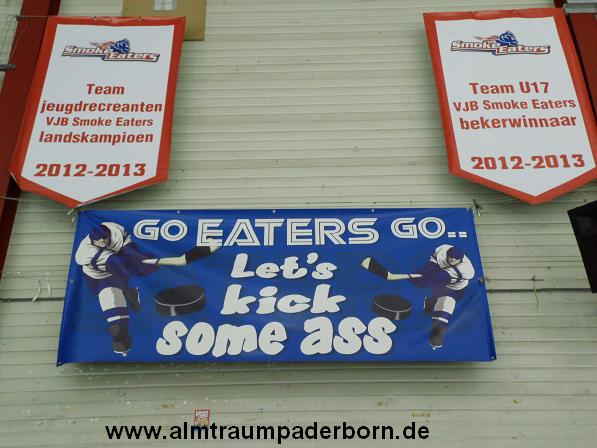 Smoke Eaters
Team
jeugdrecreanten
VJB Smoke Eaters
landskampioen
2012-2013
Smoke Eaters
Team U17
VJB Smoke Eaters
bekerwinnaar
2012-2013
GO EATERS GO..
Let's
kick
some ass
www.almtraumpaderborn.de